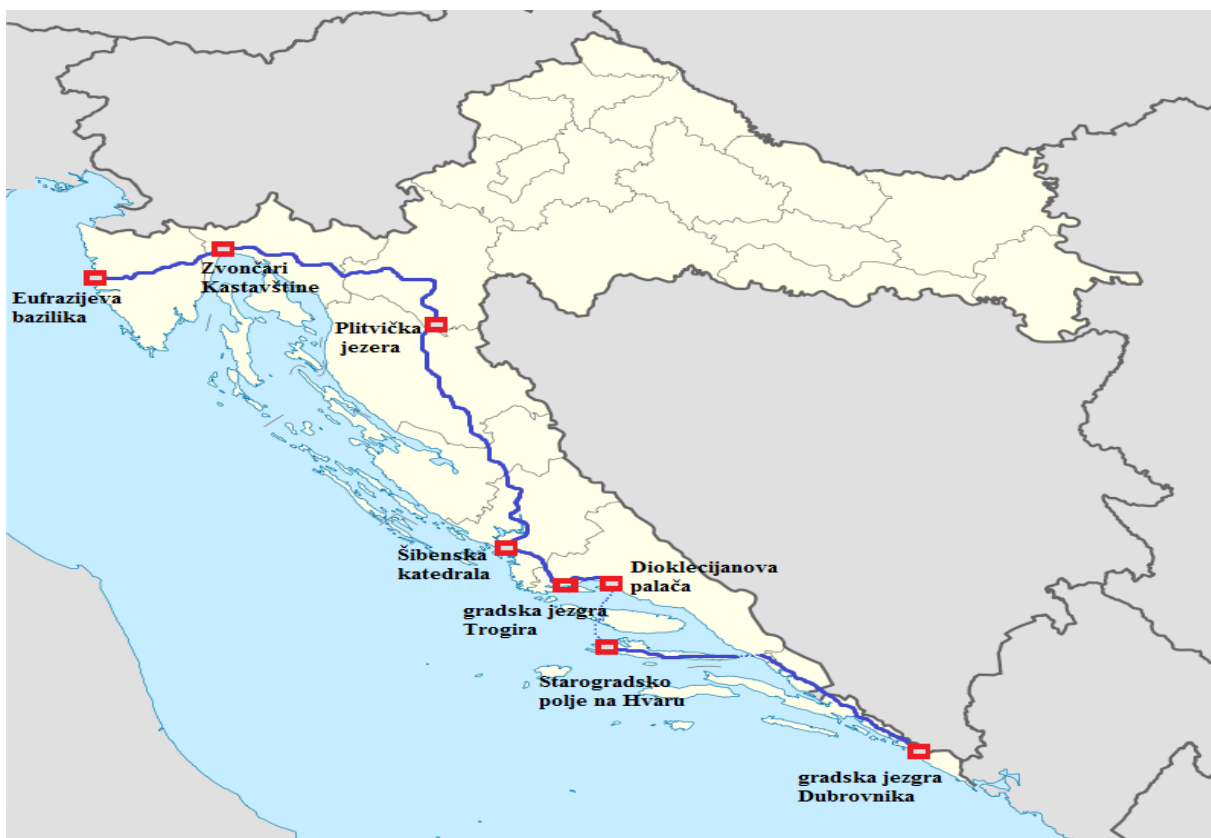 Zvončari
Kastavštine
Eufrazijeva
bazilika
Plitvička
jezera
Šibenska
katedrala
Dioklecijanova
palača
gradska jezgra
Trogira
Starogradsko
polje na Hvaru
gradska jezgra
Dubrovnika